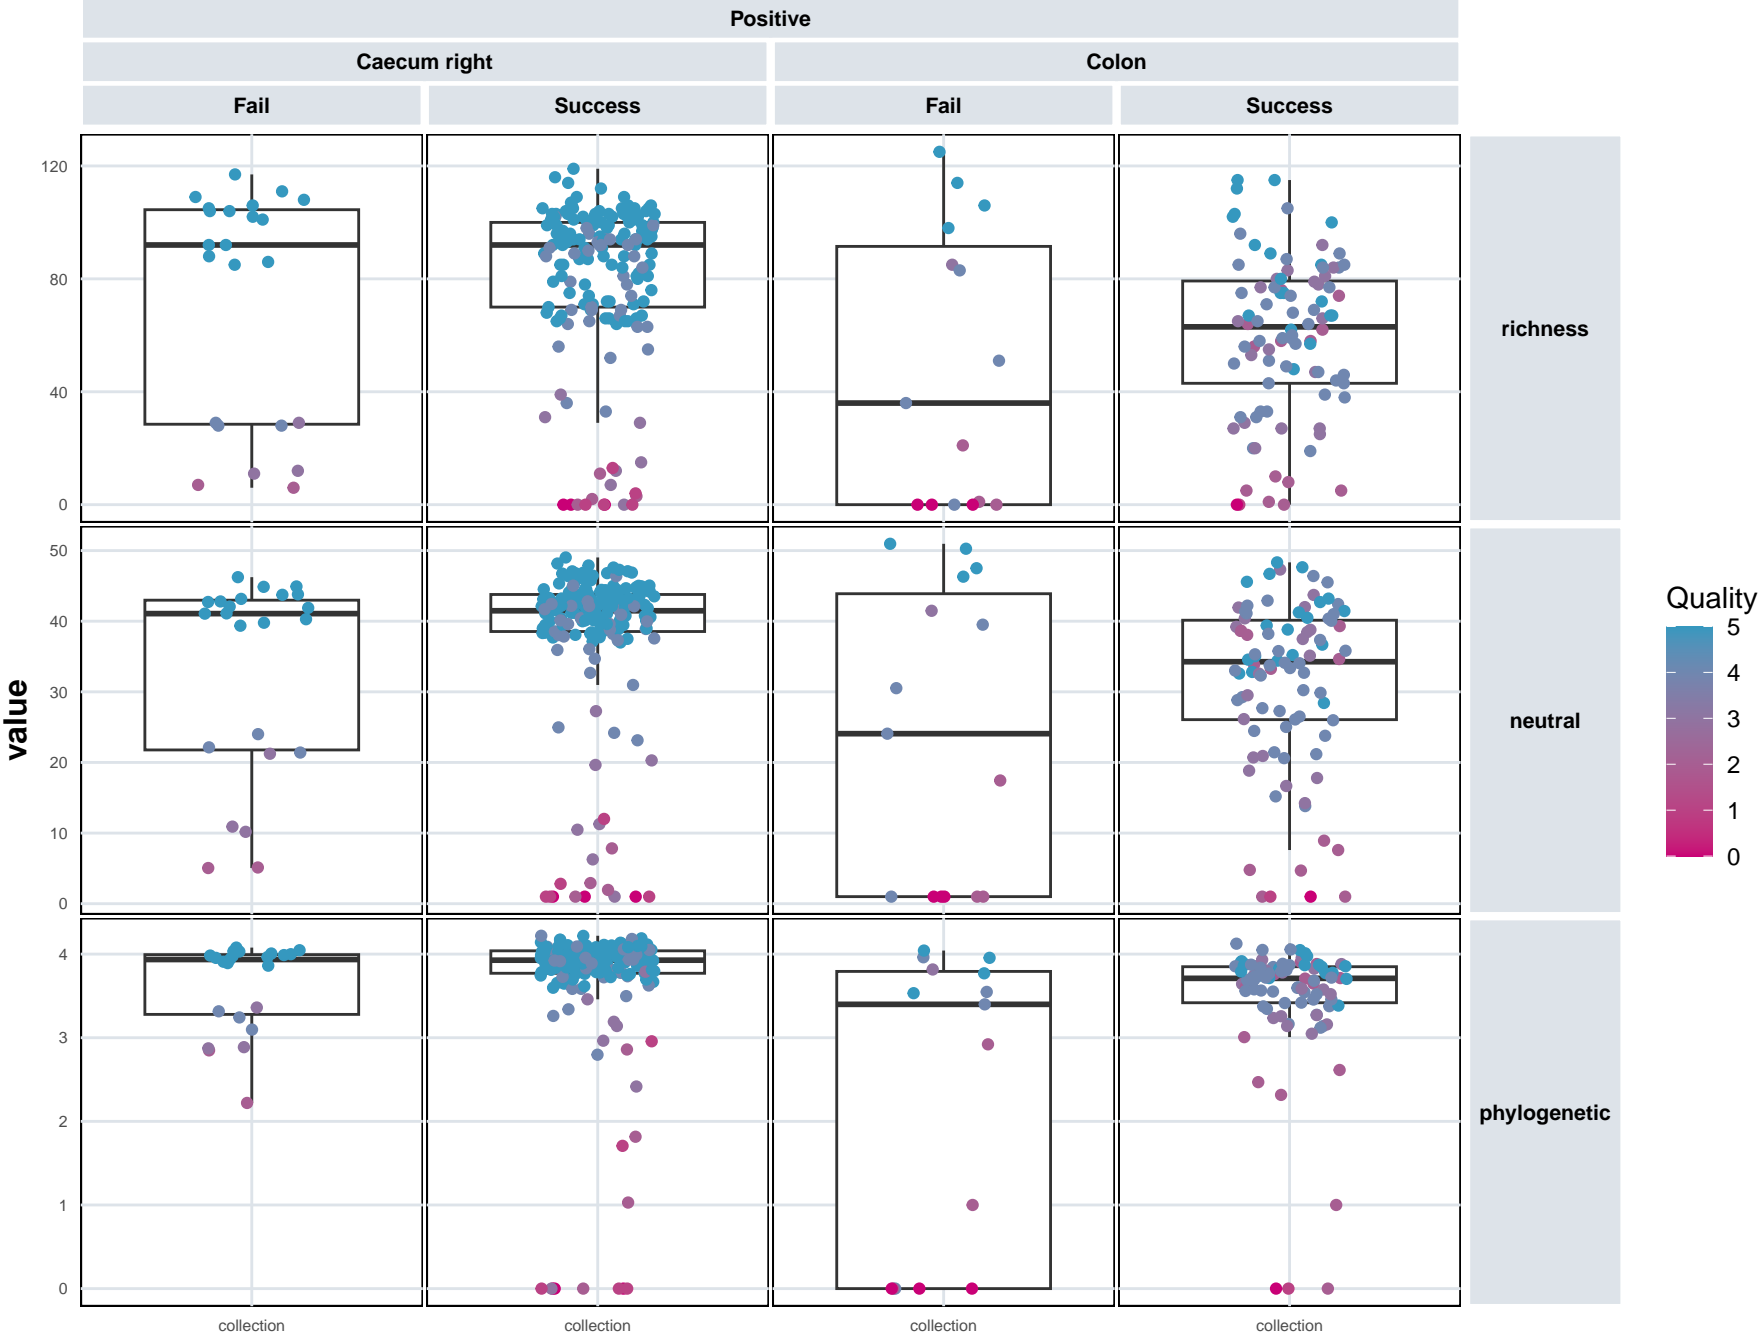 Positive
Caecum right
Colon
Fail
Success
Fail
Success
120
80
40
0
richness
50
40
30
20
10
0
neutral
4
3
2
1
0
phylogenetic
value
collection
collection
collection
collection
Quality
5
4
3
2
1
0